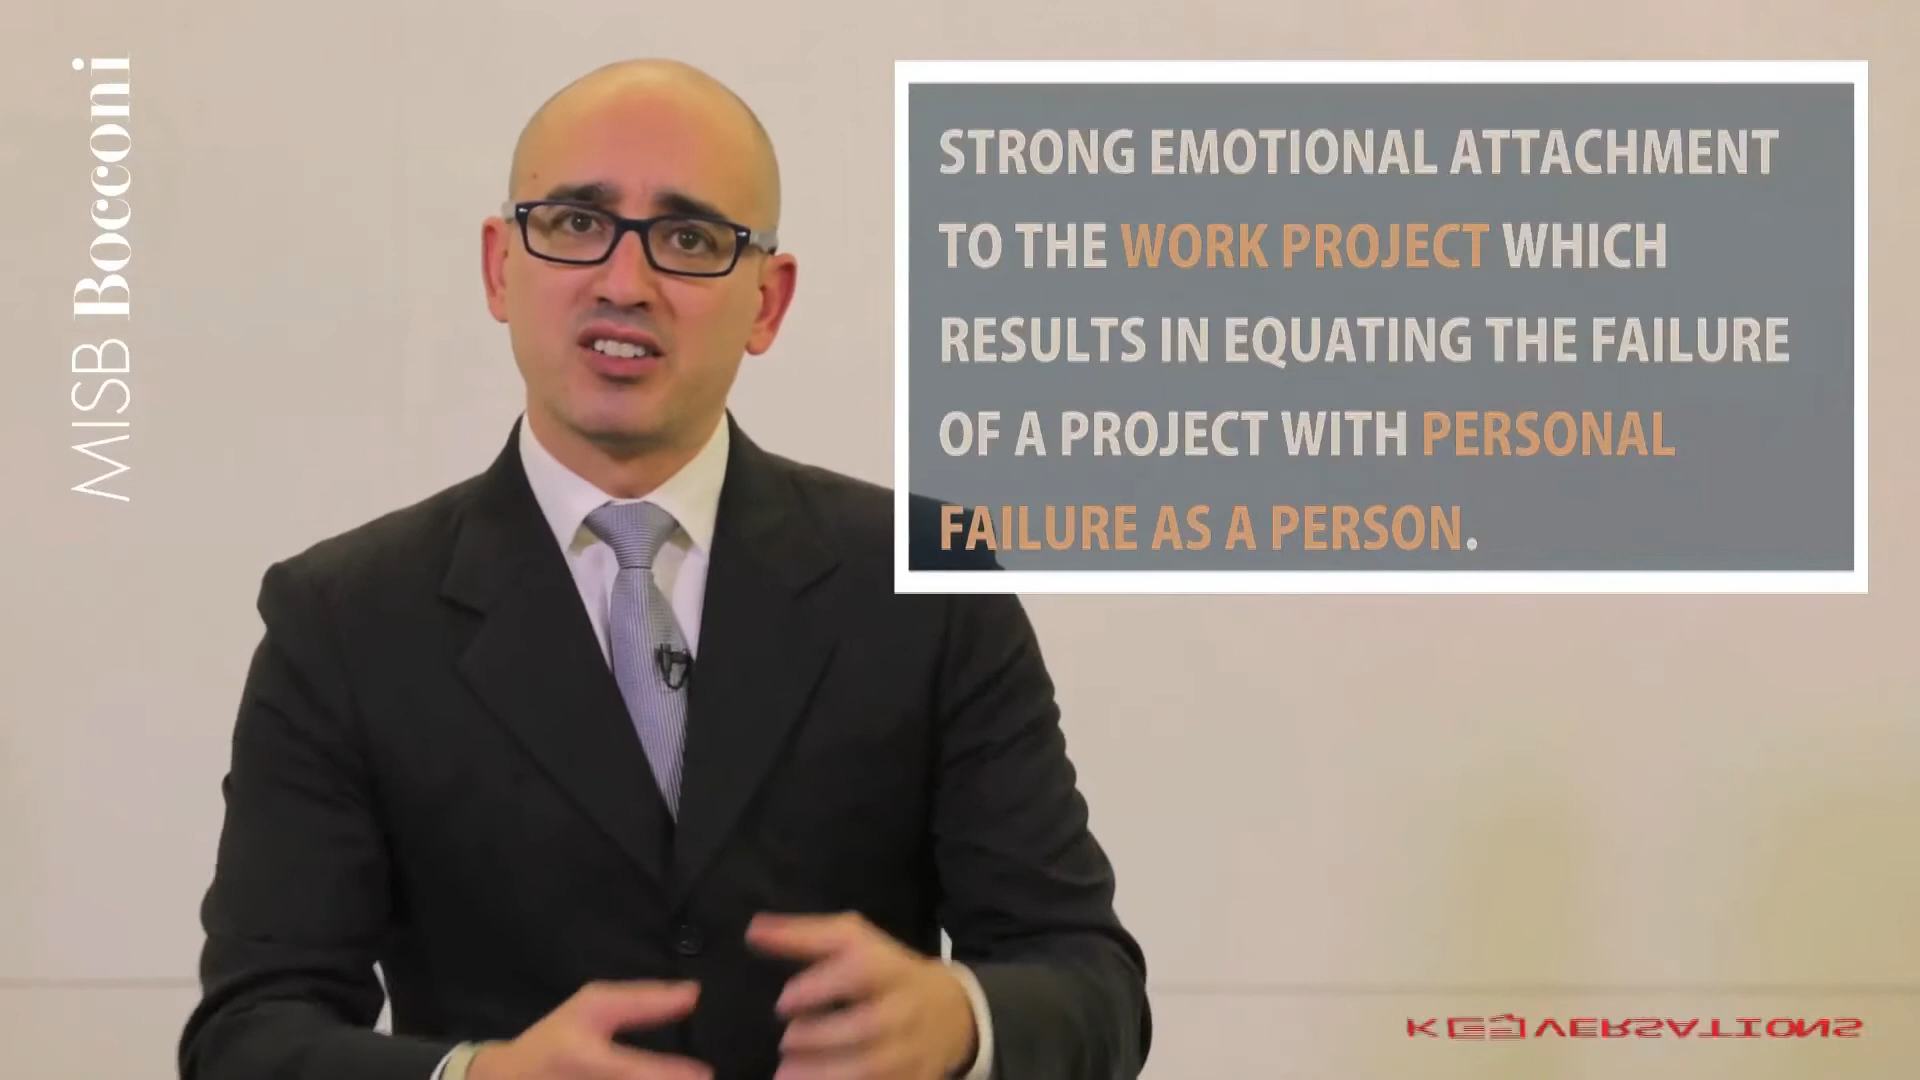 MISB Bocconi
STRONG EMOTIONAL ATTACHMENT
TO THE WORK PROJECT WHICH
RESULTS IN EQUATING THE FAILURE
OF A PROJECT WITH PERSONAL
FAILURE AS A PERSON.